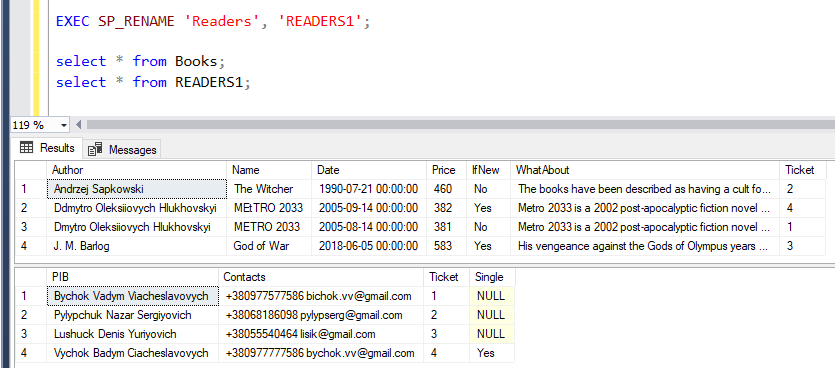 EXEC SP_RENAME 'Readers', 'READERS1';
select * from Books;
select * from READERS1;
119 %
Results Messages
Author Name Date Price IfNew WhatAbout Ticket
1 Andrzej Sapkowski The Witcher 1990-07-21 00:00:00 460 No The books have been described as having a cult fo... 2
2 Ddmytro Oleksiiovych Hlukhovskyi MEtTRO 2033 2005-09-14 00:00:00 382 Yes Metro 2033 is a 2002 post-apocalyptic fiction novel ... 4
3 Dmytro Oleksiiovych Hlukhovskyi METRO 2033 2005-08-14 00:00:00 381 No Metro 2033 is a 2002 post-apocalyptic fiction novel ... 1
4 J. M. Barlog God of War 2018-06-05 00:00:00 583 Yes His vengeance against the Gods of Olympus years ... 3
PIB Contacts Ticket Single
1 Bychok Vadym Viacheslavovych +380977577586 bichok.vv@gmail.com 1 NULL
2 Pylypchuk Nazar Sergiyovich +38068186098 pylypserg@gmail.com 2 NULL
3 Lushuck Denis Yuriyovich +38055540464 lisik@gmail.com 3 NULL
4 Vychok Badym Ciacheslavovych +380977777586 bychok.vv@gmail.com 4 Yes